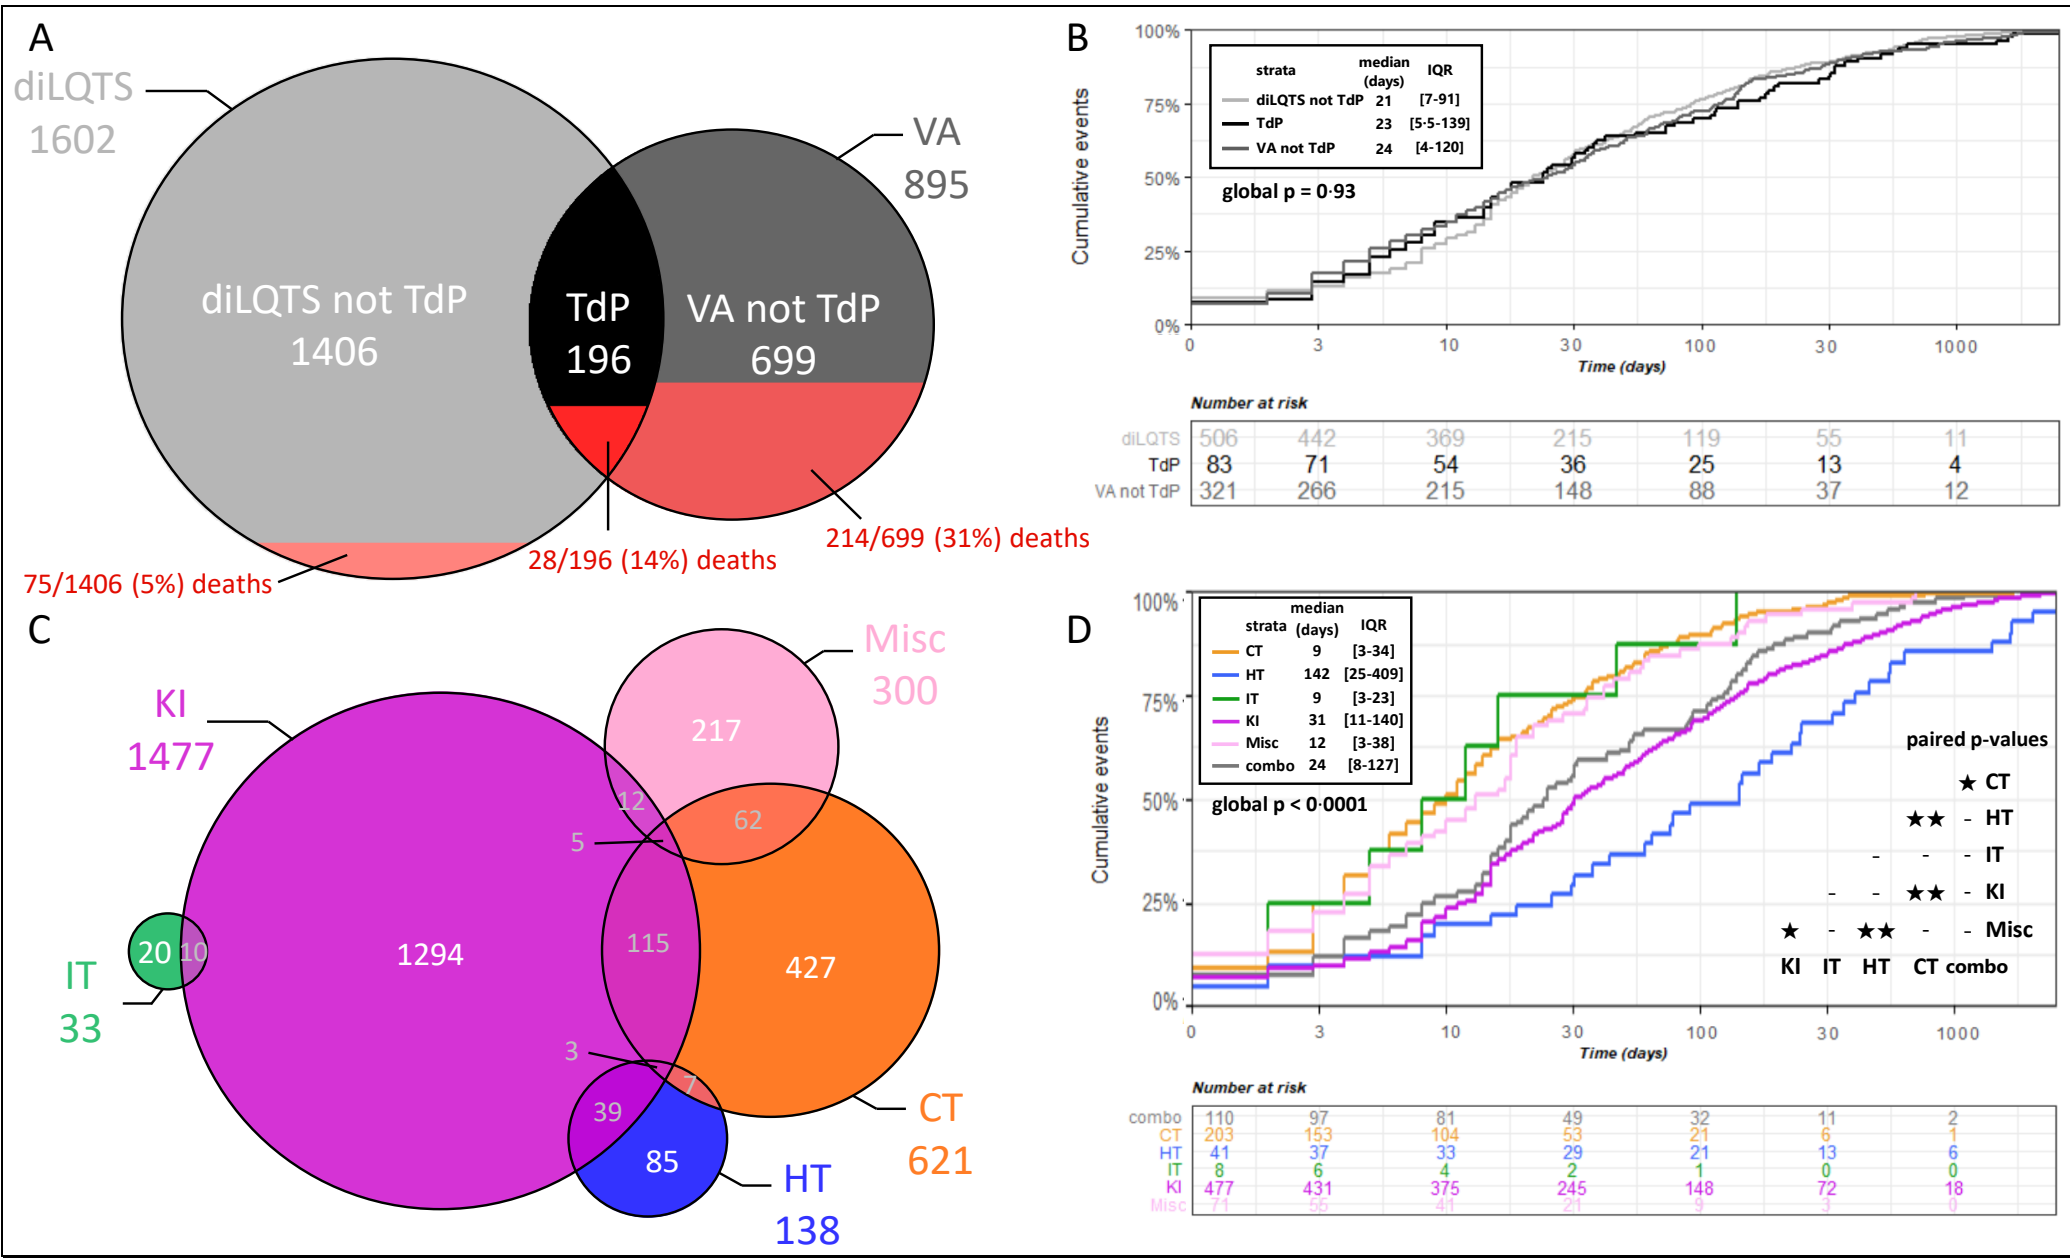 A
diLQTS
1602
VA
895
diLQTS not TdP
1406
TdP
196
VA not TdP
699
75/1406 (5%) deaths
28/196 (14%) deaths
214/699 (31%) deaths
B
Cumulative events
100%
75%
50%
25%
0%
strata median (days) IQR
diLQTS not TdP 21 [7-91]
TdP 23 [5·5-139]
VA not TdP 24 [4-120]
global p = 0·93
0 3 10 30 100 30 1000
Time (days)
Number at risk
diLQTS 506 442 369 215 119 55 11
TdP 83 71 54 36 25 13 4
VA not TdP 321 266 215 148 88 37 12
C
Misc
300
217
KI
1477
12
62
5
1294
115
427
20
10
IT
33
3
7
39
85
CT
621
HT
138
D
Cumulative events
100%
75%
50%
25%
0%
strata median (days) IQR
CT 9 [3-34]
HT 142 [25-409]
IT 9 [3-23]
KI 31 [11-140]
Misc 12 [3-38]
combo 24 [8-127]
global p < 0·0001
paired p-values
★ CT
★★ - HT
- - - IT
- - ★★ - KI
★ - ★★ - - Misc
KI IT HT CT combo
0 3 10 30 100 30 1000
Time (days)
Number at risk
combo 110 97 81 49 32 11 2
CT 203 153 104 53 21 6 1
HT 41 37 33 29 21 13 6
IT 8 6 4 2 1 0 0
KI 477 431 375 245 148 72 18
Misc 71 55 41 21 9 3 0